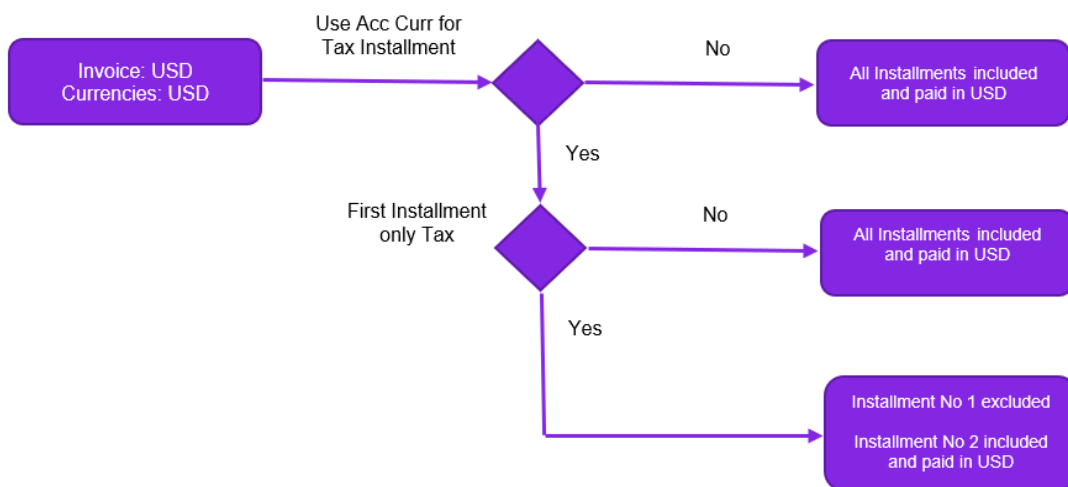 Use Acc Curr for
Tax Installment
No
Invoice: USD
Currencies: USD
All Installments included
and paid in USD
Yes
First Installment
only Tax
No
All Installments included
and paid in USD
Yes
Installment No 1 excluded
Installment No 2 included
and paid in USD